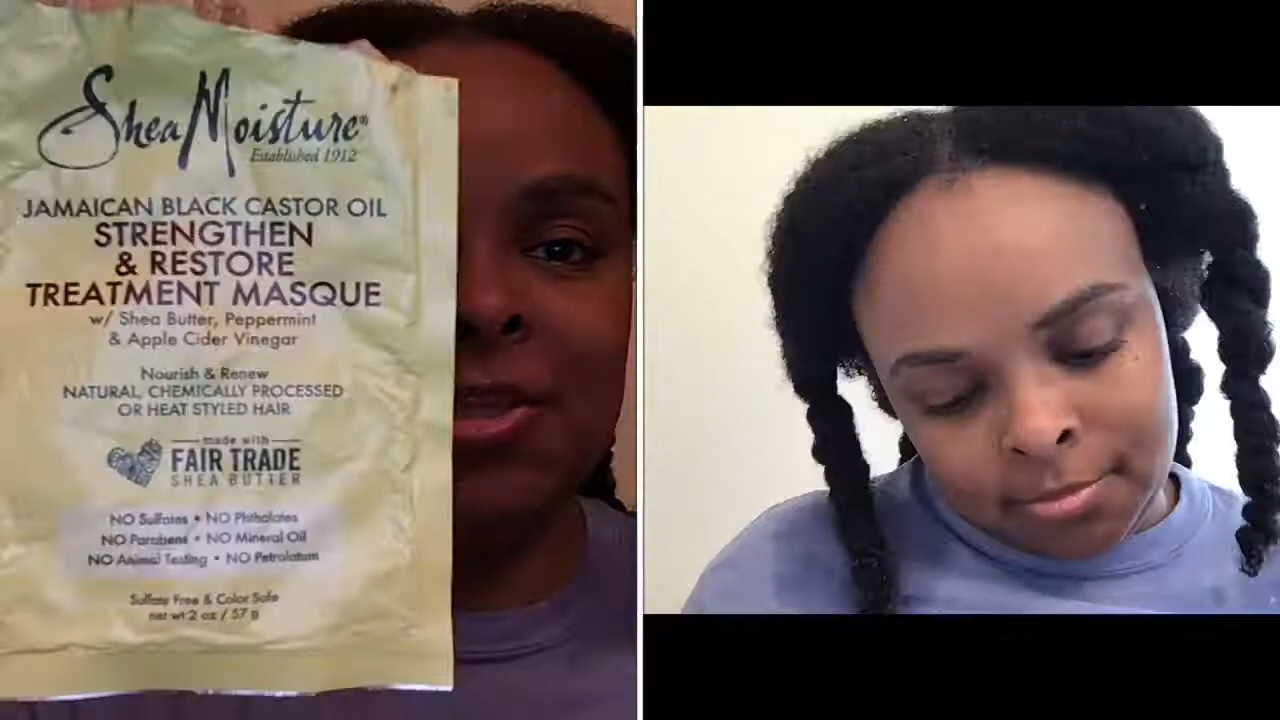 SheaMoisture®
Established 1912
JAMAICAN BLACK CASTOR OIL
STRENGTHEN
& RESTORE
TREATMENT MASQUE
w/ Shea Butter, Peppermint
& Apple Cider Vinegar
Nourish & Renew
NATURAL, CHEMICALLY PROCESSED
OR HEAT STYLED HAIR
made with
FAIR TRADE
SHEA BUTTER
NO Sulfates • NO Phthalates
NO Parabens • NO Mineral Oil
NO Animal Testing • NO Petrolatum
Sulfate Free & Color Safe
net wt 2 oz / 57 g